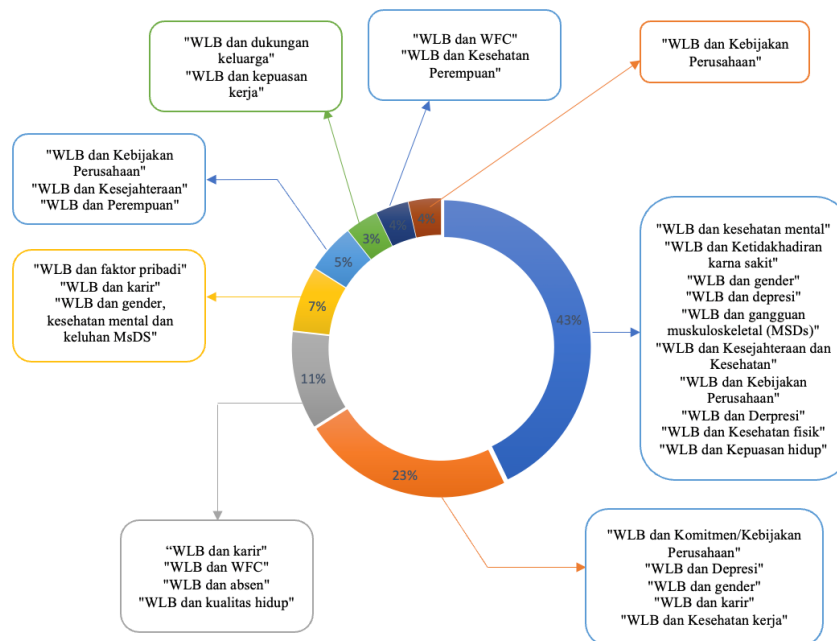 "WLB dan dukungan
keluarga"
"WLB dan kepuasan
kerja"
"WLB dan WFC"
"WLB dan Kesehatan
Perempuan"
"WLB dan Kebijakan
Perusahaan"
"WLB dan Kebijakan
Perusahaan"
"WLB dan Kesejahteraan"
"WLB dan Perempuan"
"WLB dan faktor pribadi"
"WLB dan karir"
"WLB dan gender,
kesehatan mental dan
keluhan MsDS"
3%
4%
4%
5%
7%
11%
23%
43%
"WLB dan kesehatan mental"
"WLB dan Ketidakhadiran
karna sakit"
"WLB dan gender"
"WLB dan depresi"
"WLB dan gangguan
muskuloskeletal (MSDs)"
"WLB dan Kesejahteraan dan
Kesehatan"
"WLB dan Kebijakan
Perusahaan"
"WLB dan Derpresi"
"WLB dan Kesehatan fisik"
"WLB dan Kepuasan hidup"
“WLB dan karir"
"WLB dan WFC"
"WLB dan absen"
"WLB dan kualitas hidup"
"WLB dan Komitmen/Kebijakan
Perusahaan"
"WLB dan Depresi"
"WLB dan gender"
"WLB dan karir"
"WLB dan Kesehatan kerja"